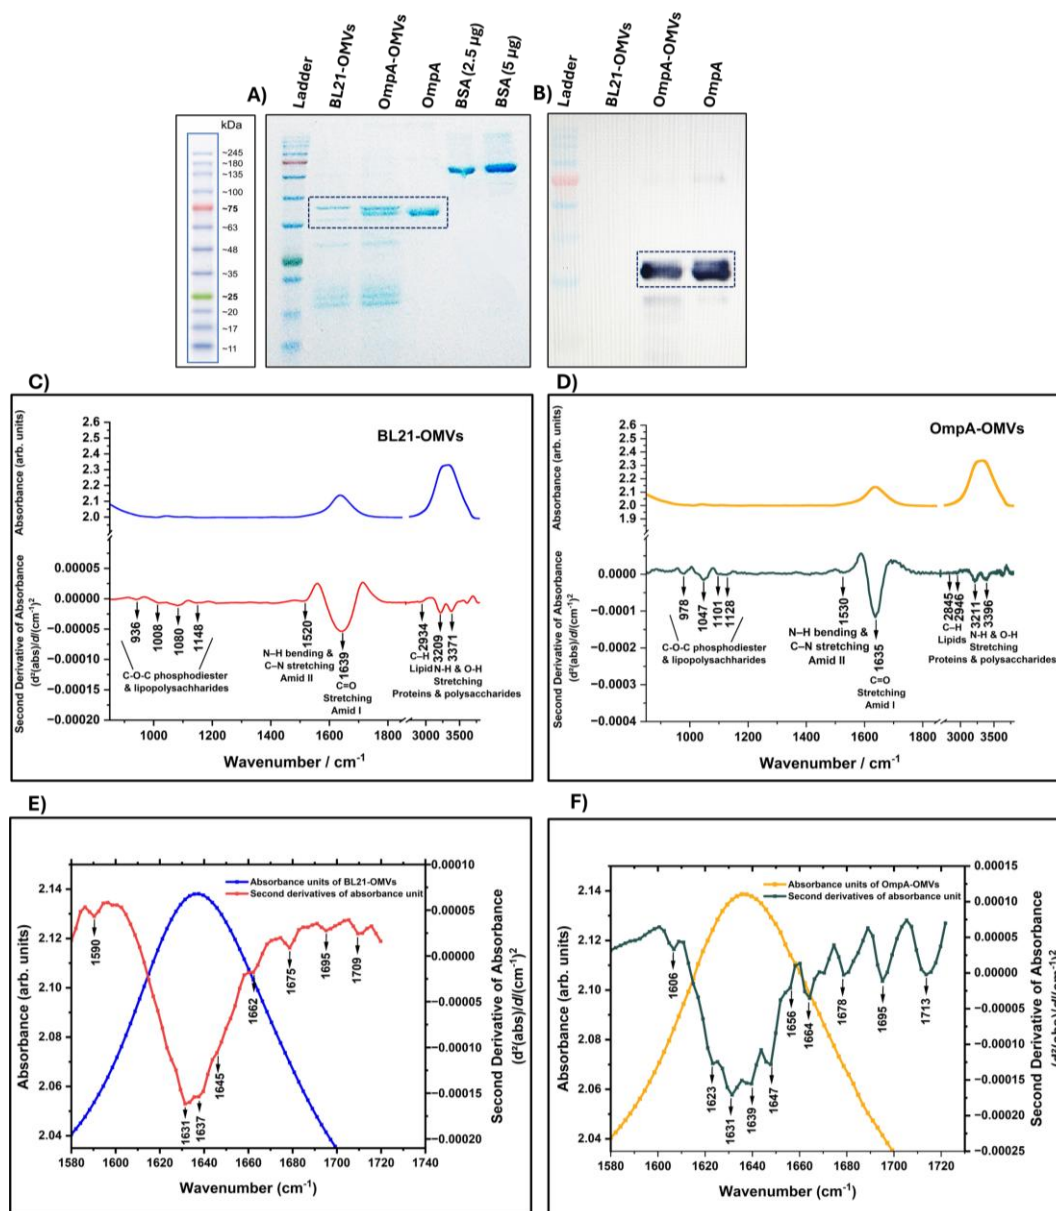 A)
Ladder
BL21-OMVs
OmpA-OMVs
OmpA
BSA (2.5 µg)
BSA (5 µg)
B)
Ladder
BL21-OMVs
OmpA-OMVs
OmpA
kDa
~245
~180
~135
~100
~75
~63
~48
~35
~25
~20
~17
~11
C)
BL21-OMVs
Absorbance (arb. units)
2.6
2.5
2.4
2.3
2.2
2.1
2.0
Second Derivative of Absorbance
(d²(abs)/d/(cm⁻¹)²
0.00005
0.00000
−0.00005
−0.00010
−0.00015
−0.00020
936
1008
1080
1148
C-O-C phosphodiester
& lipopolysachharides
1520
N–H bending &
C–N stretching
Amid II
1639
C=O
Stretching
Amid I
2934
3209
3371
C–H
Lipid
N-H & O-H
Stretching
Proteins & polysaccharides
1000 1200 1400 1600 1800 3000 3500
Wavenumber / cm⁻¹
D)
OmpA-OMVs
Absorbance (arb. units)
2.6
2.5
2.4
2.3
2.2
2.1
2.0
1.9
Second Derivative of Absorbance
(d²(abs)/d/(cm⁻¹)²
0.0000
−0.0001
−0.0002
−0.0003
−0.0004
978
1047
1101
1128
C-O-C phosphodiester
& lipopolysachharides
1530
N–H bending &
C–N stretching
Amid II
1635
C=O
Stretching
Amid I
2845
2946
3211
3396
C–H
Lipids
N-H & O-H
Stretching
Proteins & polysaccharides
1000 1200 1400 1600 1800 3000 3500
Wavenumber / cm⁻¹
E)
Absorbance units of BL21-OMVs
Second derivatives of absorbance unit
Absorbance (arb. units)
2.14
2.12
2.10
2.08
2.06
2.04
0.00010
0.00005
0.00000
−0.00005
−0.00010
−0.00015
−0.00020
Second Derivative of Absorbance
(d²(abs)/d/(cm⁻¹)²
1590
1631
1637
1645
1662
1675
1695
1709
1580 1600 1620 1640 1660 1680 1700 1720 1740
Wavenumber (cm⁻¹)
F)
Absorbance units of OmpA-OMVs
Second derivatives of absorbance unit
Absorbance (arb. units)
2.14
2.12
2.10
2.08
2.06
2.04
0.00015
0.00010
0.00005
0.00000
−0.00005
−0.00010
−0.00015
−0.00020
−0.00025
Second Derivative of Absorbance
(d²(abs)/d/(cm⁻¹)²
1606
1623
1631
1639
1647
1656
1664
1678
1695
1713
1580 1600 1620 1640 1660 1680 1700 1720
Wavenumber (cm⁻¹)